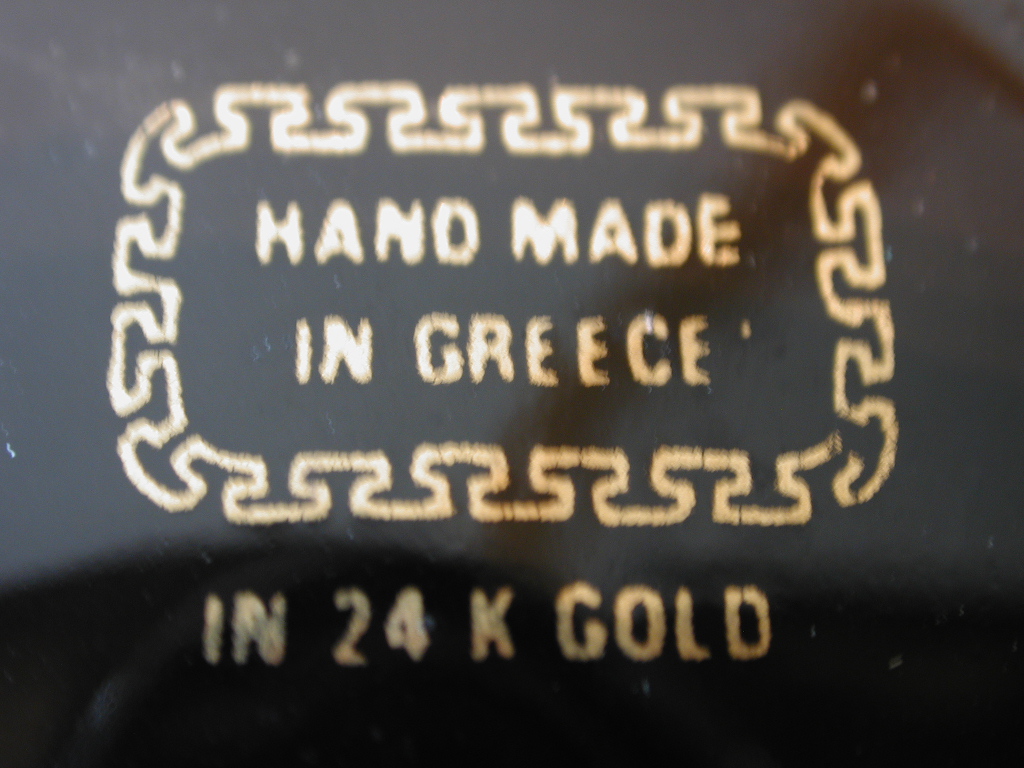 HAND MADE
IN GREECE
IN 24 K GOLD